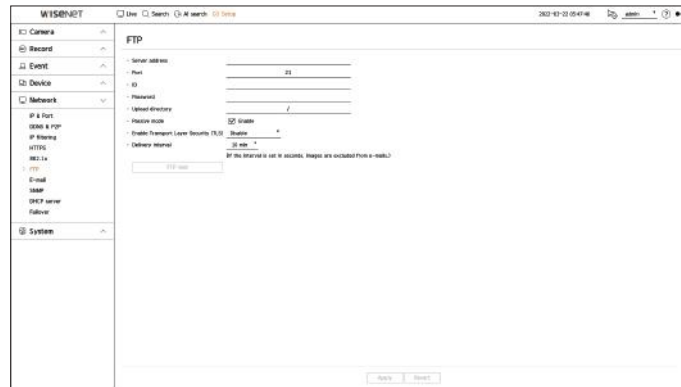 WISENET
Live Search AI search Setup
2022-02-22 05:47:46 admin
Camera
Record
Event
Device
Network
IP & Port
DDNS & P2P
IP filtering
HTTPS
802.1x
FTP
E-mail
SNMP
DHCP server
Failover
System
FTP
Server address
Port 21
ID
Password
Upload directory /
Passive mode Enable
Enable Transport Layer Security (TLS) Disable
Delivery interval 10 min
(If the interval is set in seconds, images are excluded from e-mails.)
FTP test
Apply Revert